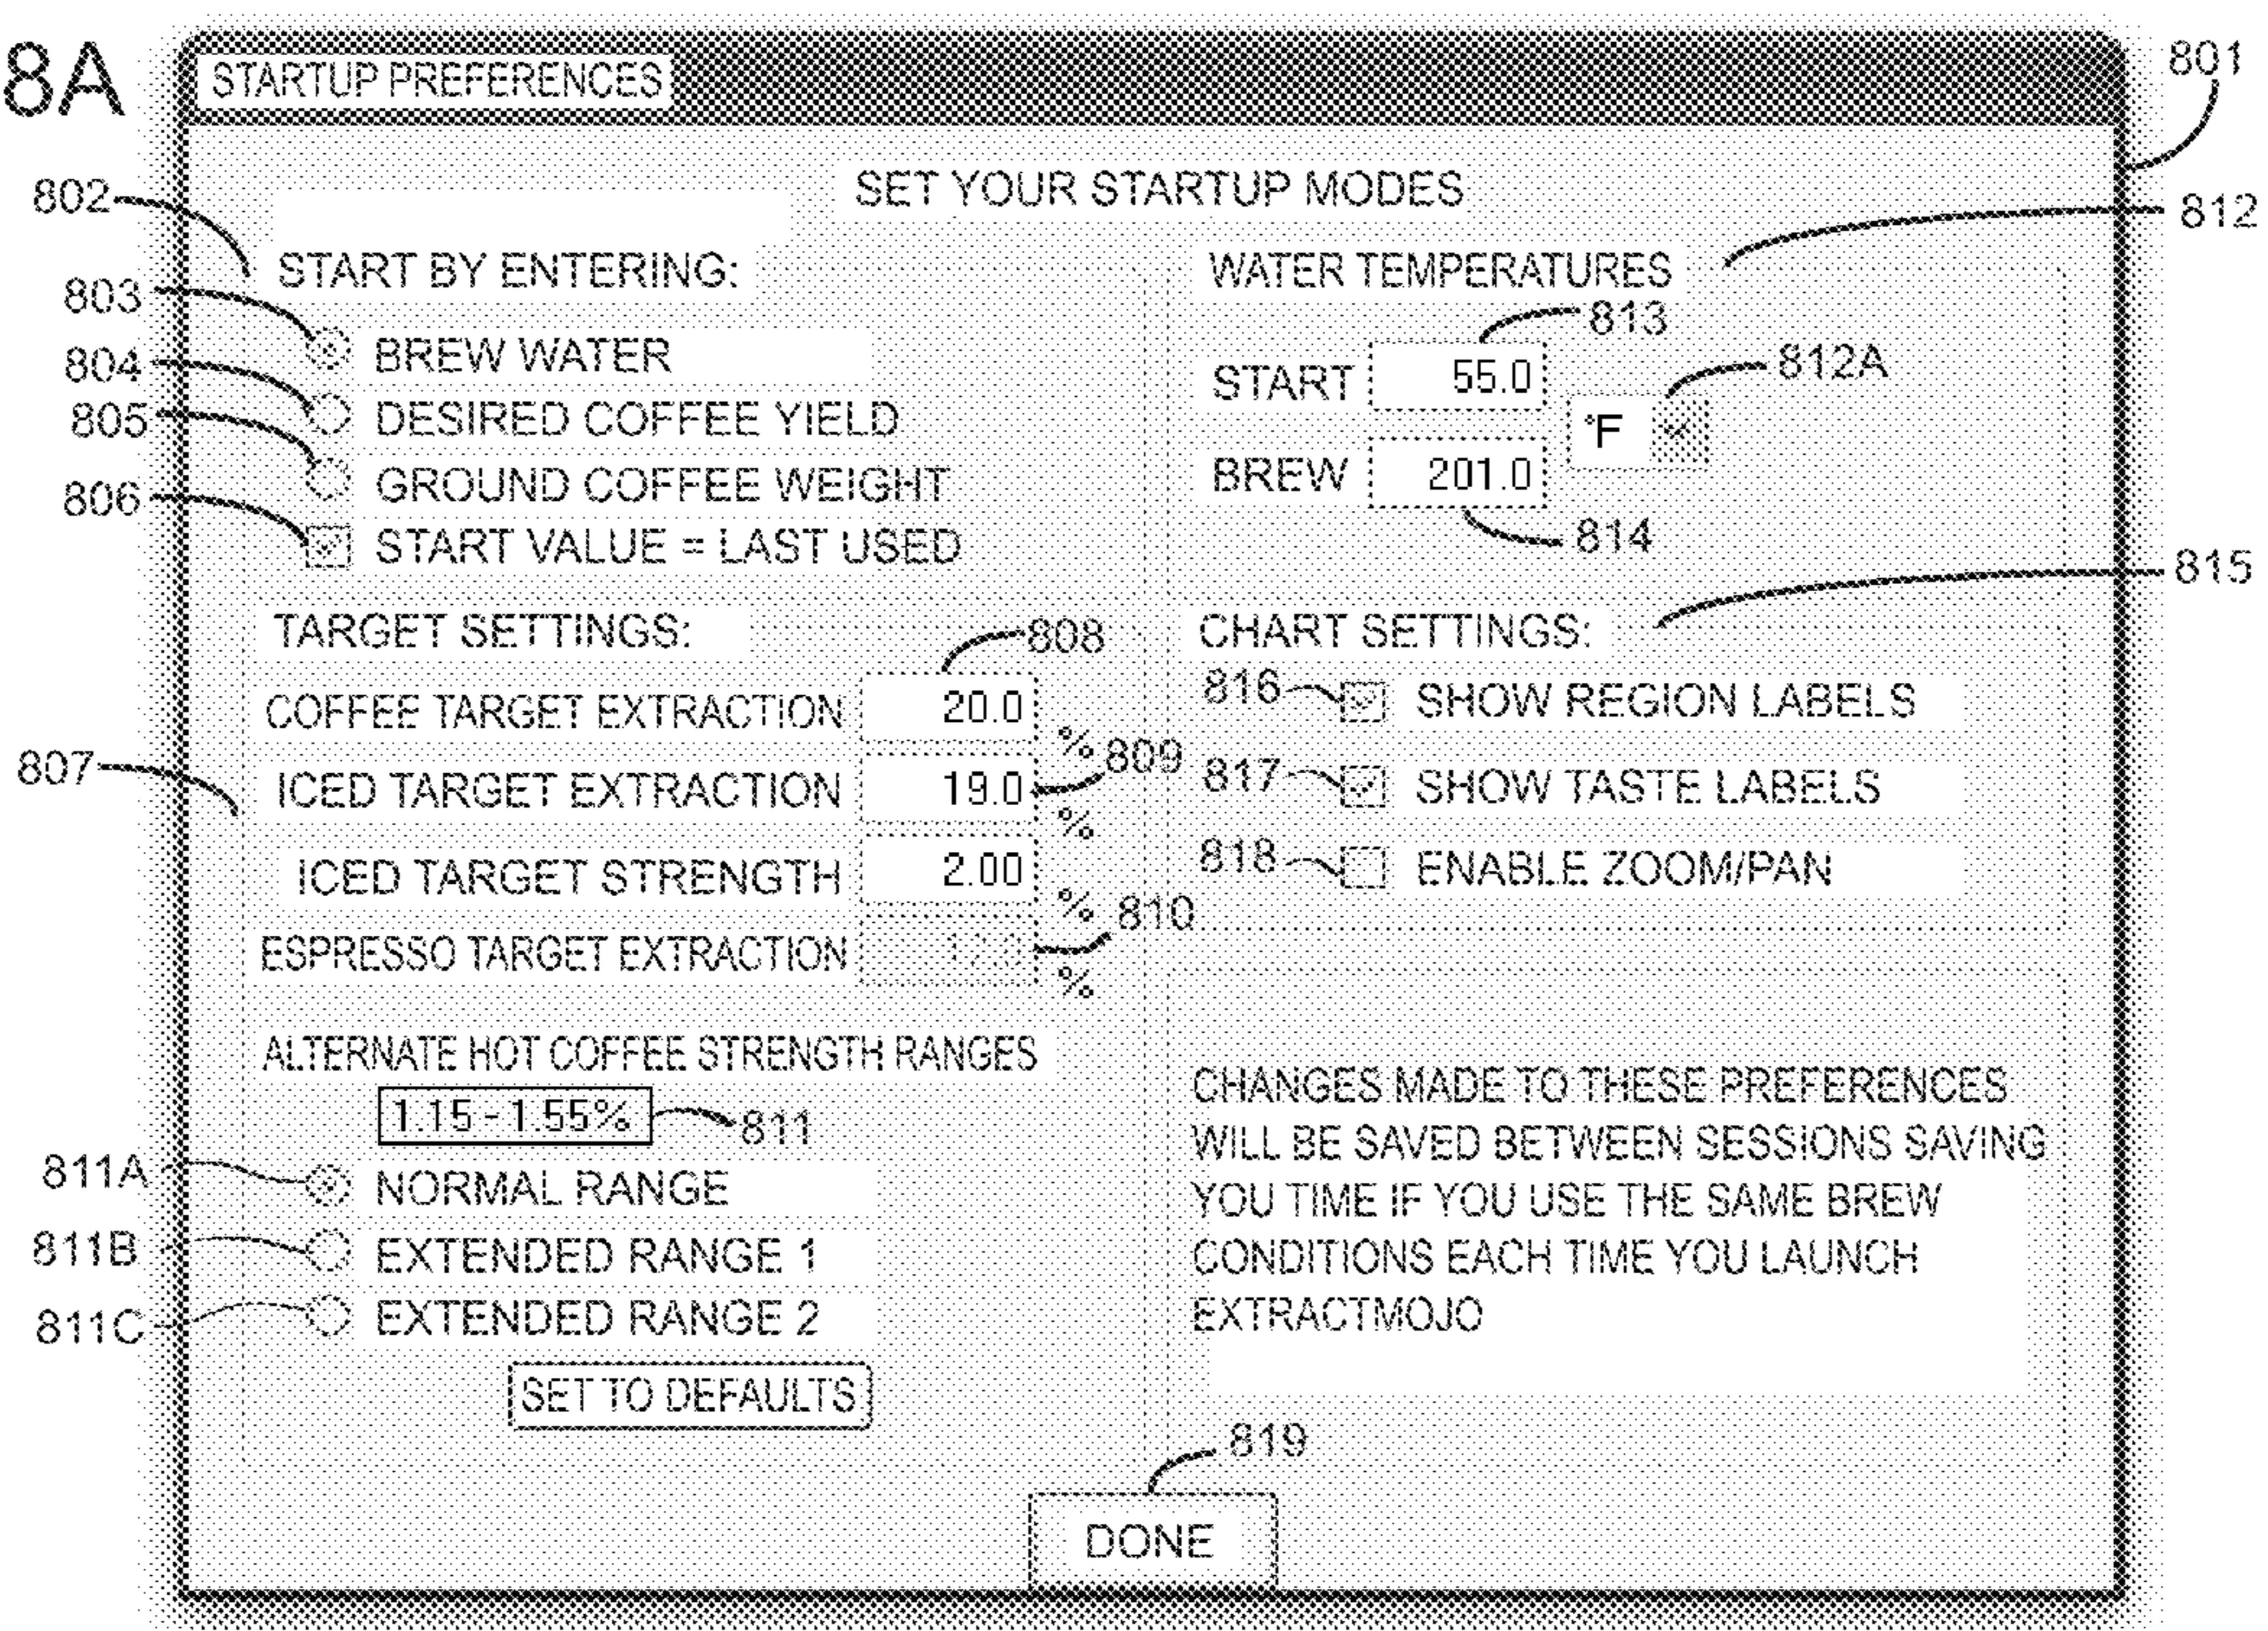 8A
STARTUP PREFERENCES
801
SET YOUR STARTUP MODES
802
START BY ENTERING:
803
BREW WATER
804
DESIRED COFFEE YIELD
805
GROUND COFFEE WEIGHT
806
START VALUE = LAST USED
812
WATER TEMPERATURES
813
START 55.0
812A
°F
BREW 201.0
814
807
TARGET SETTINGS:
808
COFFEE TARGET EXTRACTION 20.0 %
809
ICED TARGET EXTRACTION 19.0 %
ICED TARGET STRENGTH 2.00 %
810
ESPRESSO TARGET EXTRACTION %
815
CHART SETTINGS:
816 SHOW REGION LABELS
817 SHOW TASTE LABELS
818 ENABLE ZOOM/PAN
ALTERNATE HOT COFFEE STRENGTH RANGES
1.15 - 1.55% 811
811A NORMAL RANGE
811B EXTENDED RANGE 1
811C EXTENDED RANGE 2
SET TO DEFAULTS
CHANGES MADE TO THESE PREFERENCES
WILL BE SAVED BETWEEN SESSIONS SAVING
YOU TIME IF YOU USE THE SAME BREW
CONDITIONS EACH TIME YOU LAUNCH
EXTRACTMOJO
819
DONE